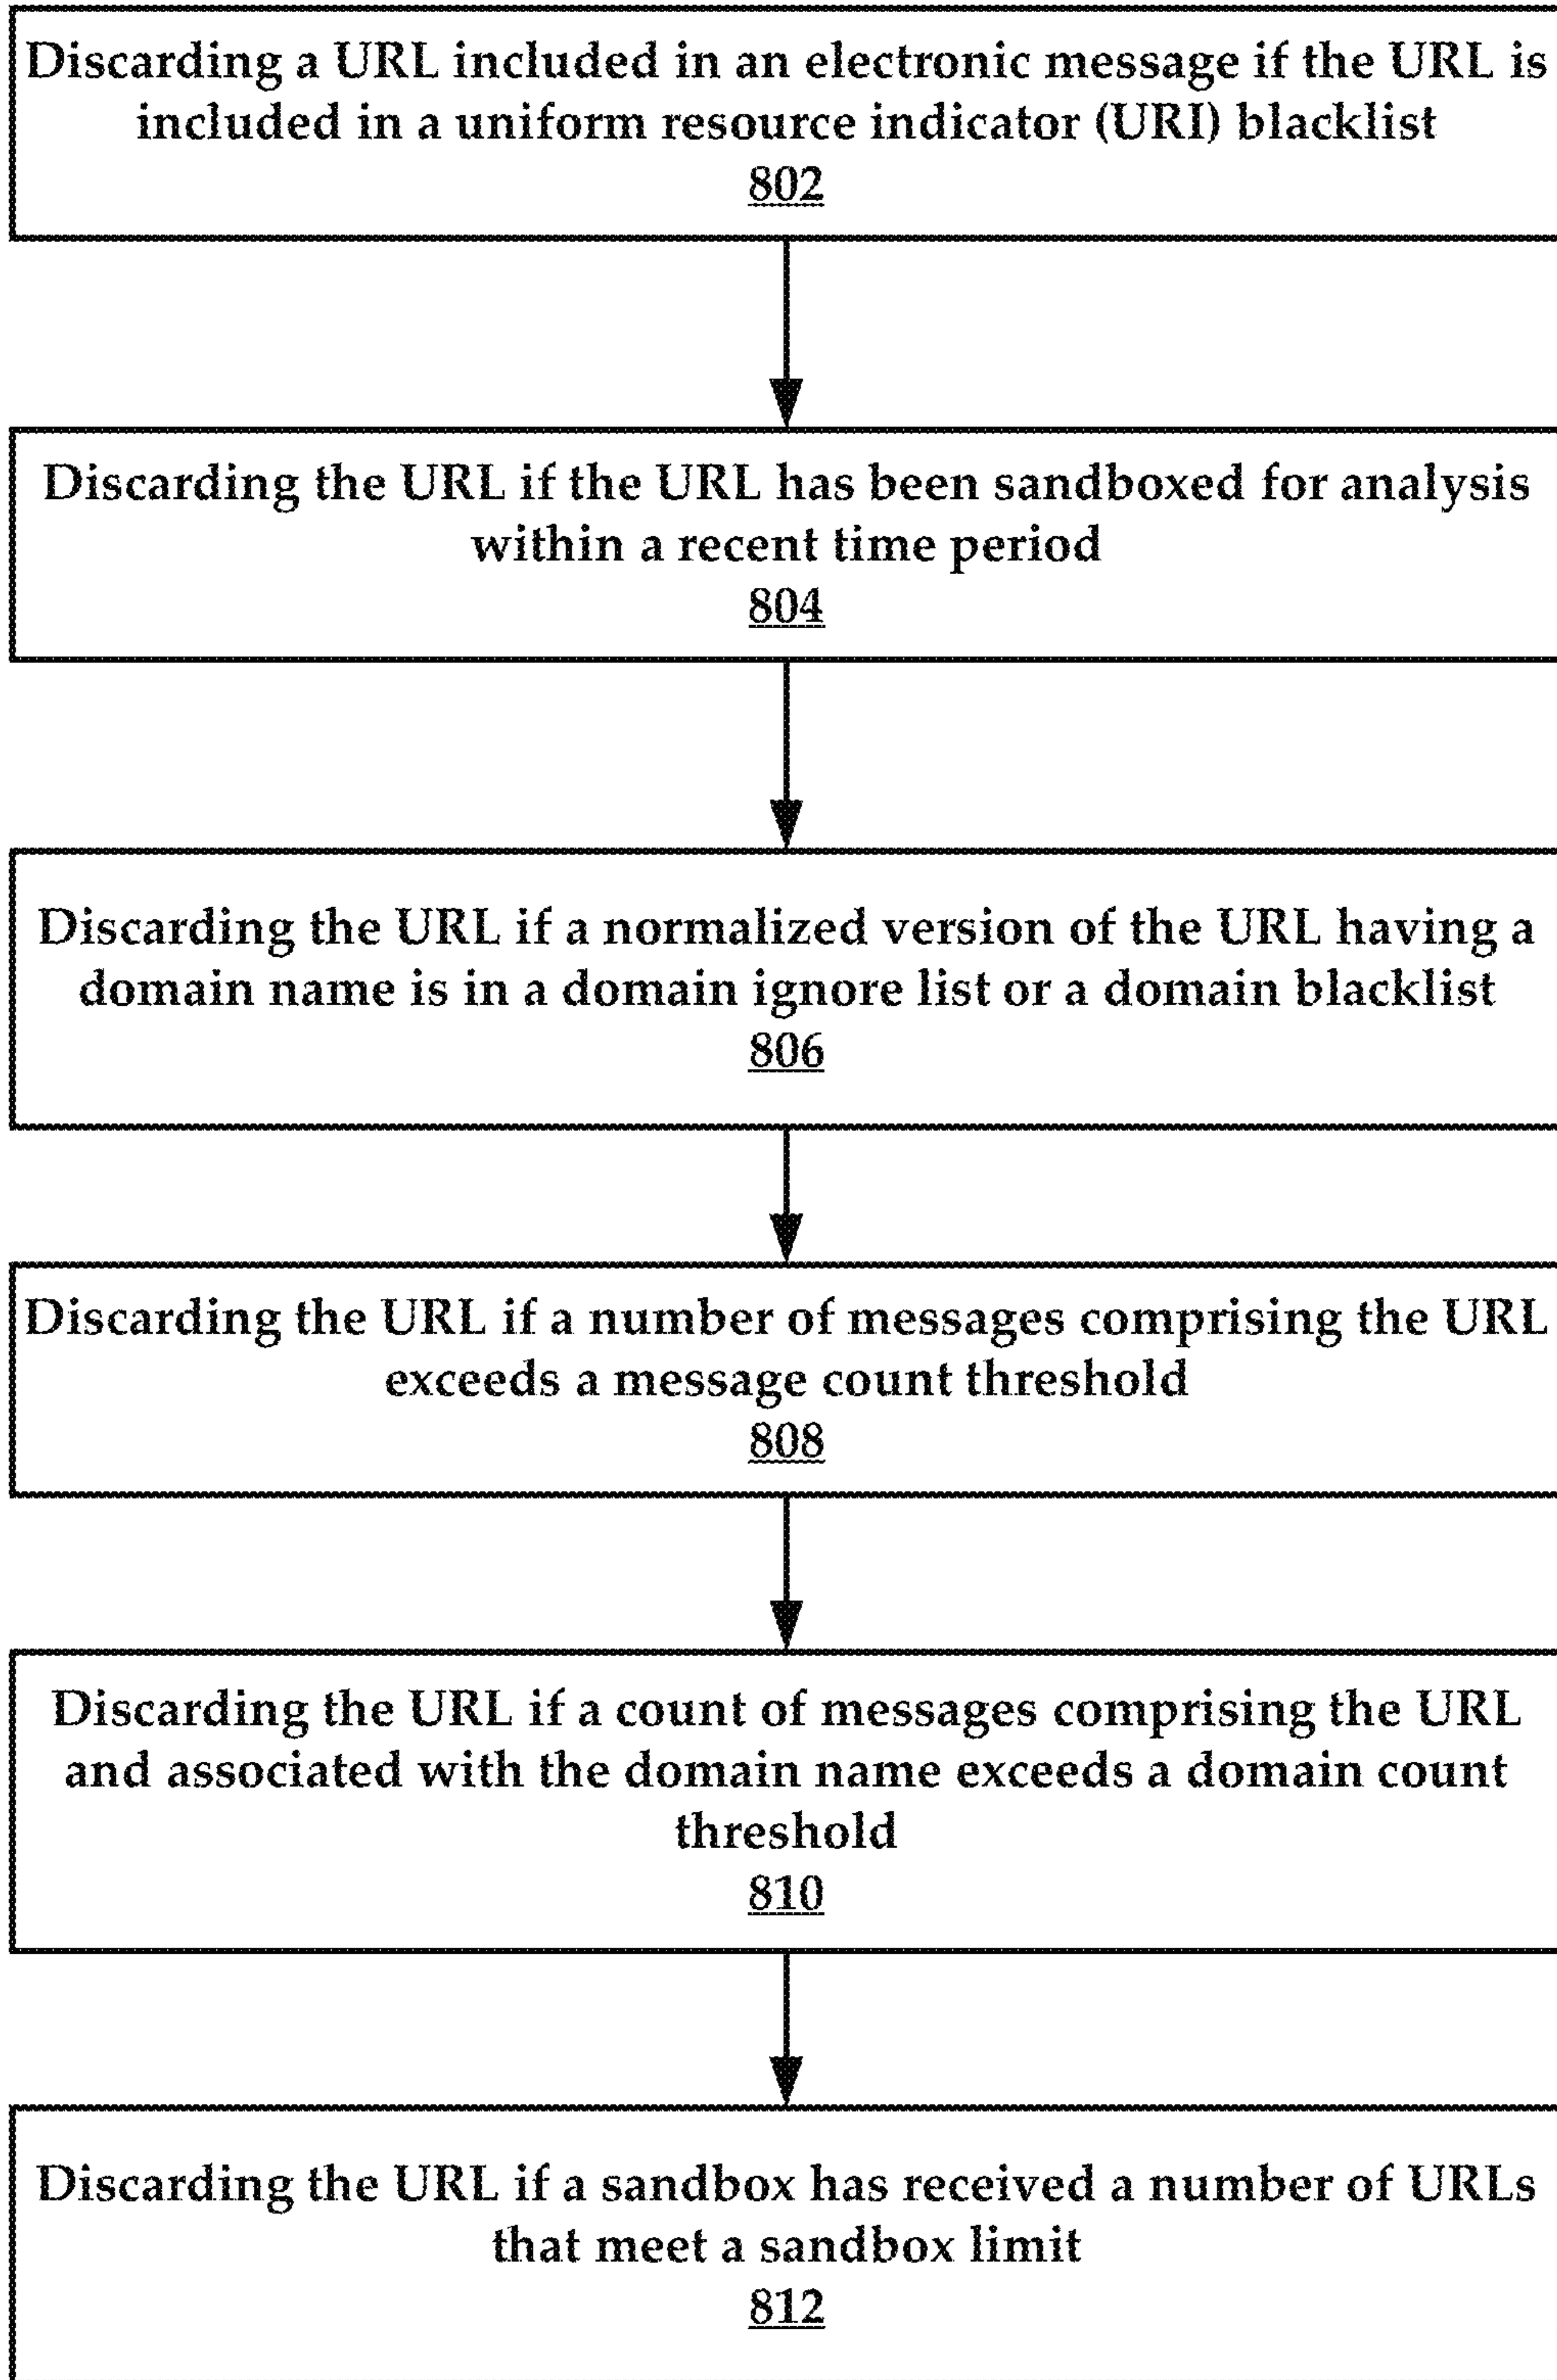 Discarding a URL included in an electronic message if the URL is
included in a uniform resource indicator (URI) blacklist
802
Discarding the URL if the URL has been sandboxed for analysis
within a recent time period
804
Discarding the URL if a normalized version of the URL having a
domain name is in a domain ignore list or a domain blacklist
806
Discarding the URL if a number of messages comprising the URL
exceeds a message count threshold
808
Discarding the URL if a count of messages comprising the URL
and associated with the domain name exceeds a domain count
threshold
810
Discarding the URL if a sandbox has received a number of URLs
that meet a sandbox limit
812